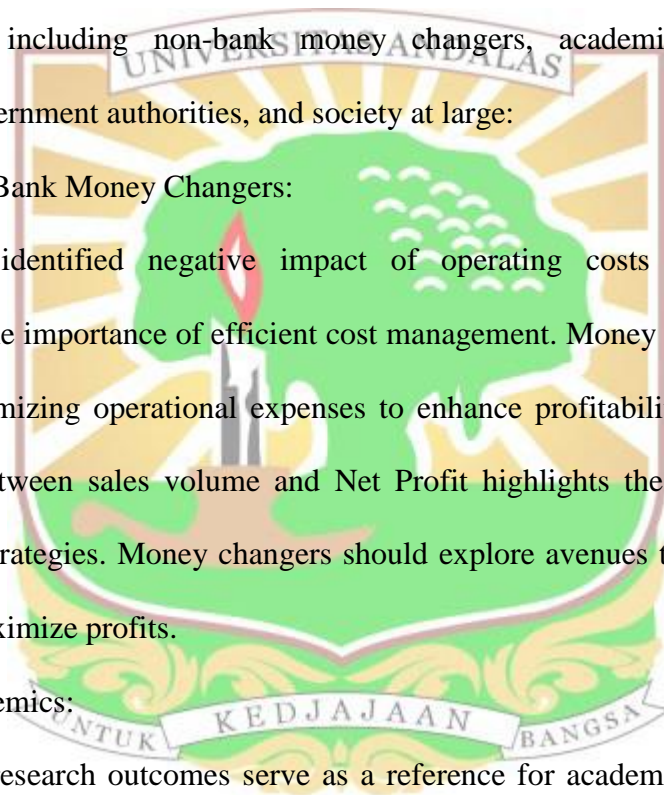 including non-bank money changers, academi
UNIVERSITAS ANDALAS
ernment authorities, and society at large:
Bank Money Changers:
identified negative impact of operating costs
e importance of efficient cost management. Money
mizing operational expenses to enhance profitabili
tween sales volume and Net Profit highlights the
trategies. Money changers should explore avenues t
ximize profits.
emics:
UNTUK KEDJAJAAN BANGSA
research outcomes serve as a reference for academ